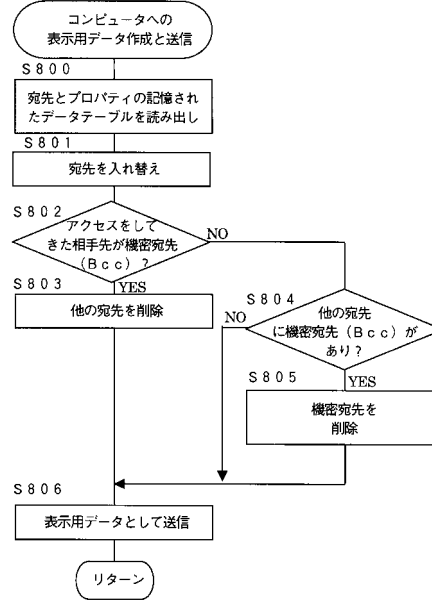 コンピュータへの
表示用データ作成と送信
S800
宛先とプロパティの記憶され
たデータテーブルを読み出し
S801
宛先を入れ替え
S802
アクセスをして
きた相手先が機密宛先
(Bcc)?
NO
YES
S803
他の宛先を削除
S804
他の宛先
に機密宛先(Bcc)が
あり?
NO
YES
S805
機密宛先を
削除
S806
表示用データとして送信
リターン